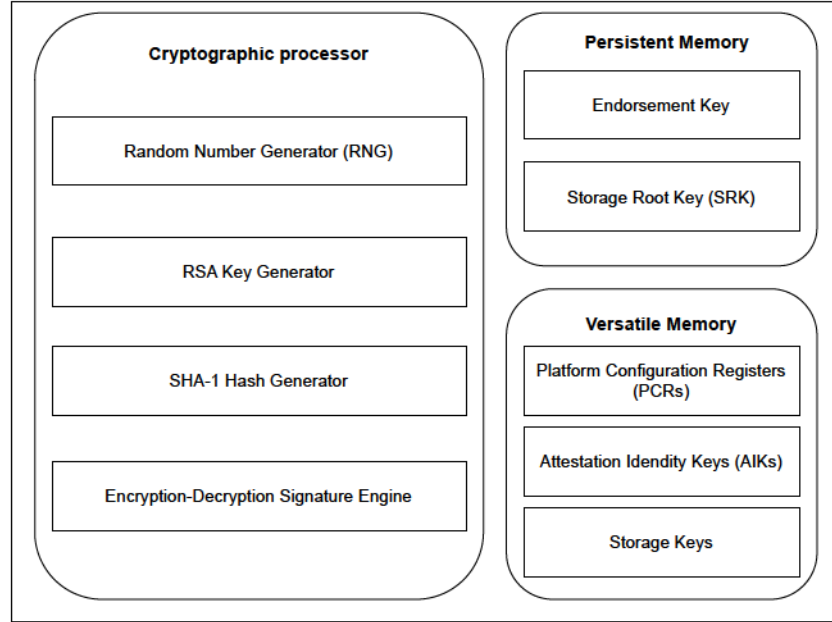 Cryptographic processor
Random Number Generator (RNG)
RSA Key Generator
SHA-1 Hash Generator
Encryption-Decryption Signature Engine
Persistent Memory
Endorsement Key
Storage Root Key (SRK)
Versatile Memory
Platform Configuration Registers
(PCRs)
Attestation Idendity Keys (AIKs)
Storage Keys